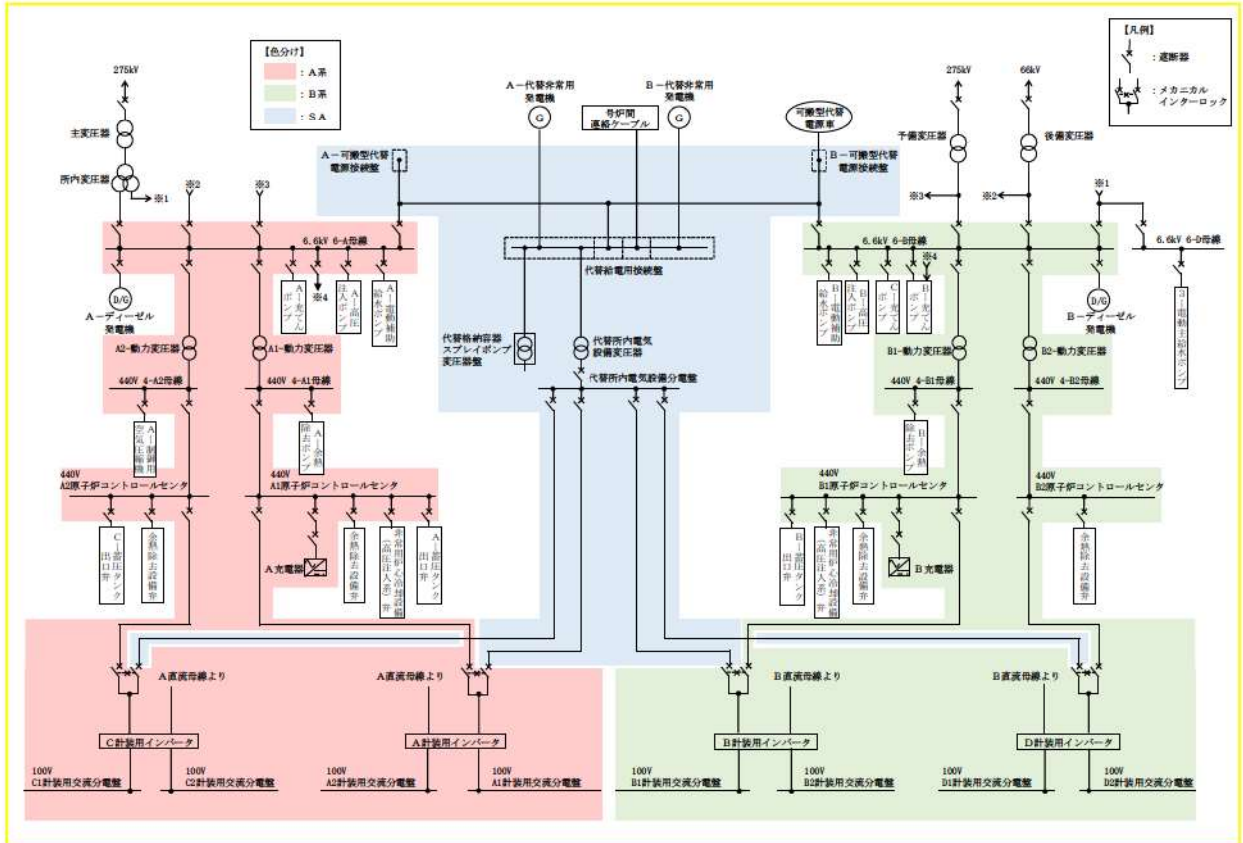 【色分け】
：A系
：B系
：SA
【凡例】
：遮断器
：メカニカル
インターロック
275kV
主変圧器
所内変圧器
※1
※2
※3
A－代替非常用
発電機
G
号炉間
連絡ケーブル
B－代替非常用
発電機
G
可搬型代替
電源車
A－可搬型代替
電源接続盤
B－可搬型代替
電源接続盤
275kV
予備変圧器
66kV
後備変圧器
※3
※2
※1
6.6kV 6-A母線
代替給電用接続盤
6.6kV 6-B母線
6.6kV 6-D母線
D/G
A－ディーゼル
発電機
A－充てん
ポンプ
※4
A－高圧
注入ポンプ
A－電動補助
給水ポンプ
B－電動補助
給水ポンプ
B－高圧
注入ポンプ
C－充てん
ポンプ
※4
B－充てん
ポンプ
D/G
B－ディーゼル
発電機
3－電動主給水ポンプ
A2-動力変圧器
A1-動力変圧器
代替格納容器
スプレイポンプ
変圧器盤
代替所内電気
設備変圧器
代替所内電気設備分電盤
B1-動力変圧器
B2-動力変圧器
440V 4-A2母線
440V 4-A1母線
440V 4-B1母線
440V 4-B2母線
A－制御用
空気圧縮機
A－余熱
除去ポンプ
B－余熱
除去ポンプ
440V
A2原子炉コントロールセンタ
440V
A1原子炉コントロールセンタ
440V
B1原子炉コントロールセンタ
440V
B2原子炉コントロールセンタ
C－蓄圧タンク
出口弁
余熱除去設備弁
A充電器
余熱除去設備弁
非常用炉心冷却設備
（高圧注入系）弁
A－蓄圧タンク
出口弁
B－蓄圧タンク
出口弁
非常用炉心冷却設備
（高圧注入系）弁
余熱除去設備弁
B充電器
余熱除去設備弁
A直流母線より
A直流母線より
B直流母線より
B直流母線より
C計装用インバータ
A計装用インバータ
B計装用インバータ
D計装用インバータ
100V
C1計装用交流分電盤
100V
C2計装用交流分電盤
100V
A2計装用交流分電盤
100V
A1計装用交流分電盤
100V
B1計装用交流分電盤
100V
B2計装用交流分電盤
100V
D1計装用交流分電盤
100V
D2計装用交流分電盤